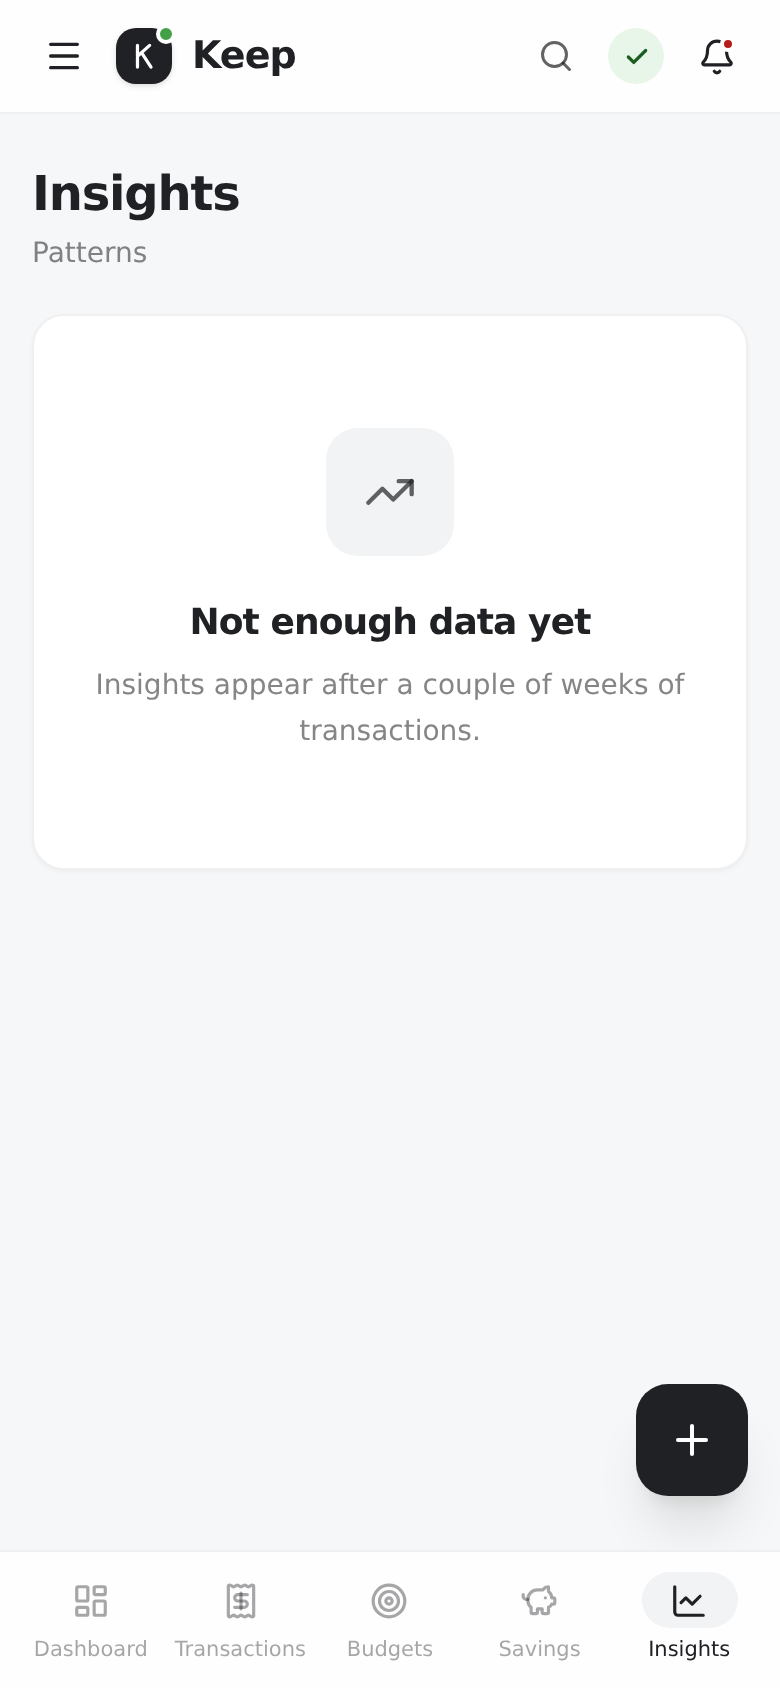 K
Keep
Insights
Patterns
Not enough data yet
Insights appear after a couple of weeks of
transactions.
Dashboard
Transactions
Budgets
Savings
Insights